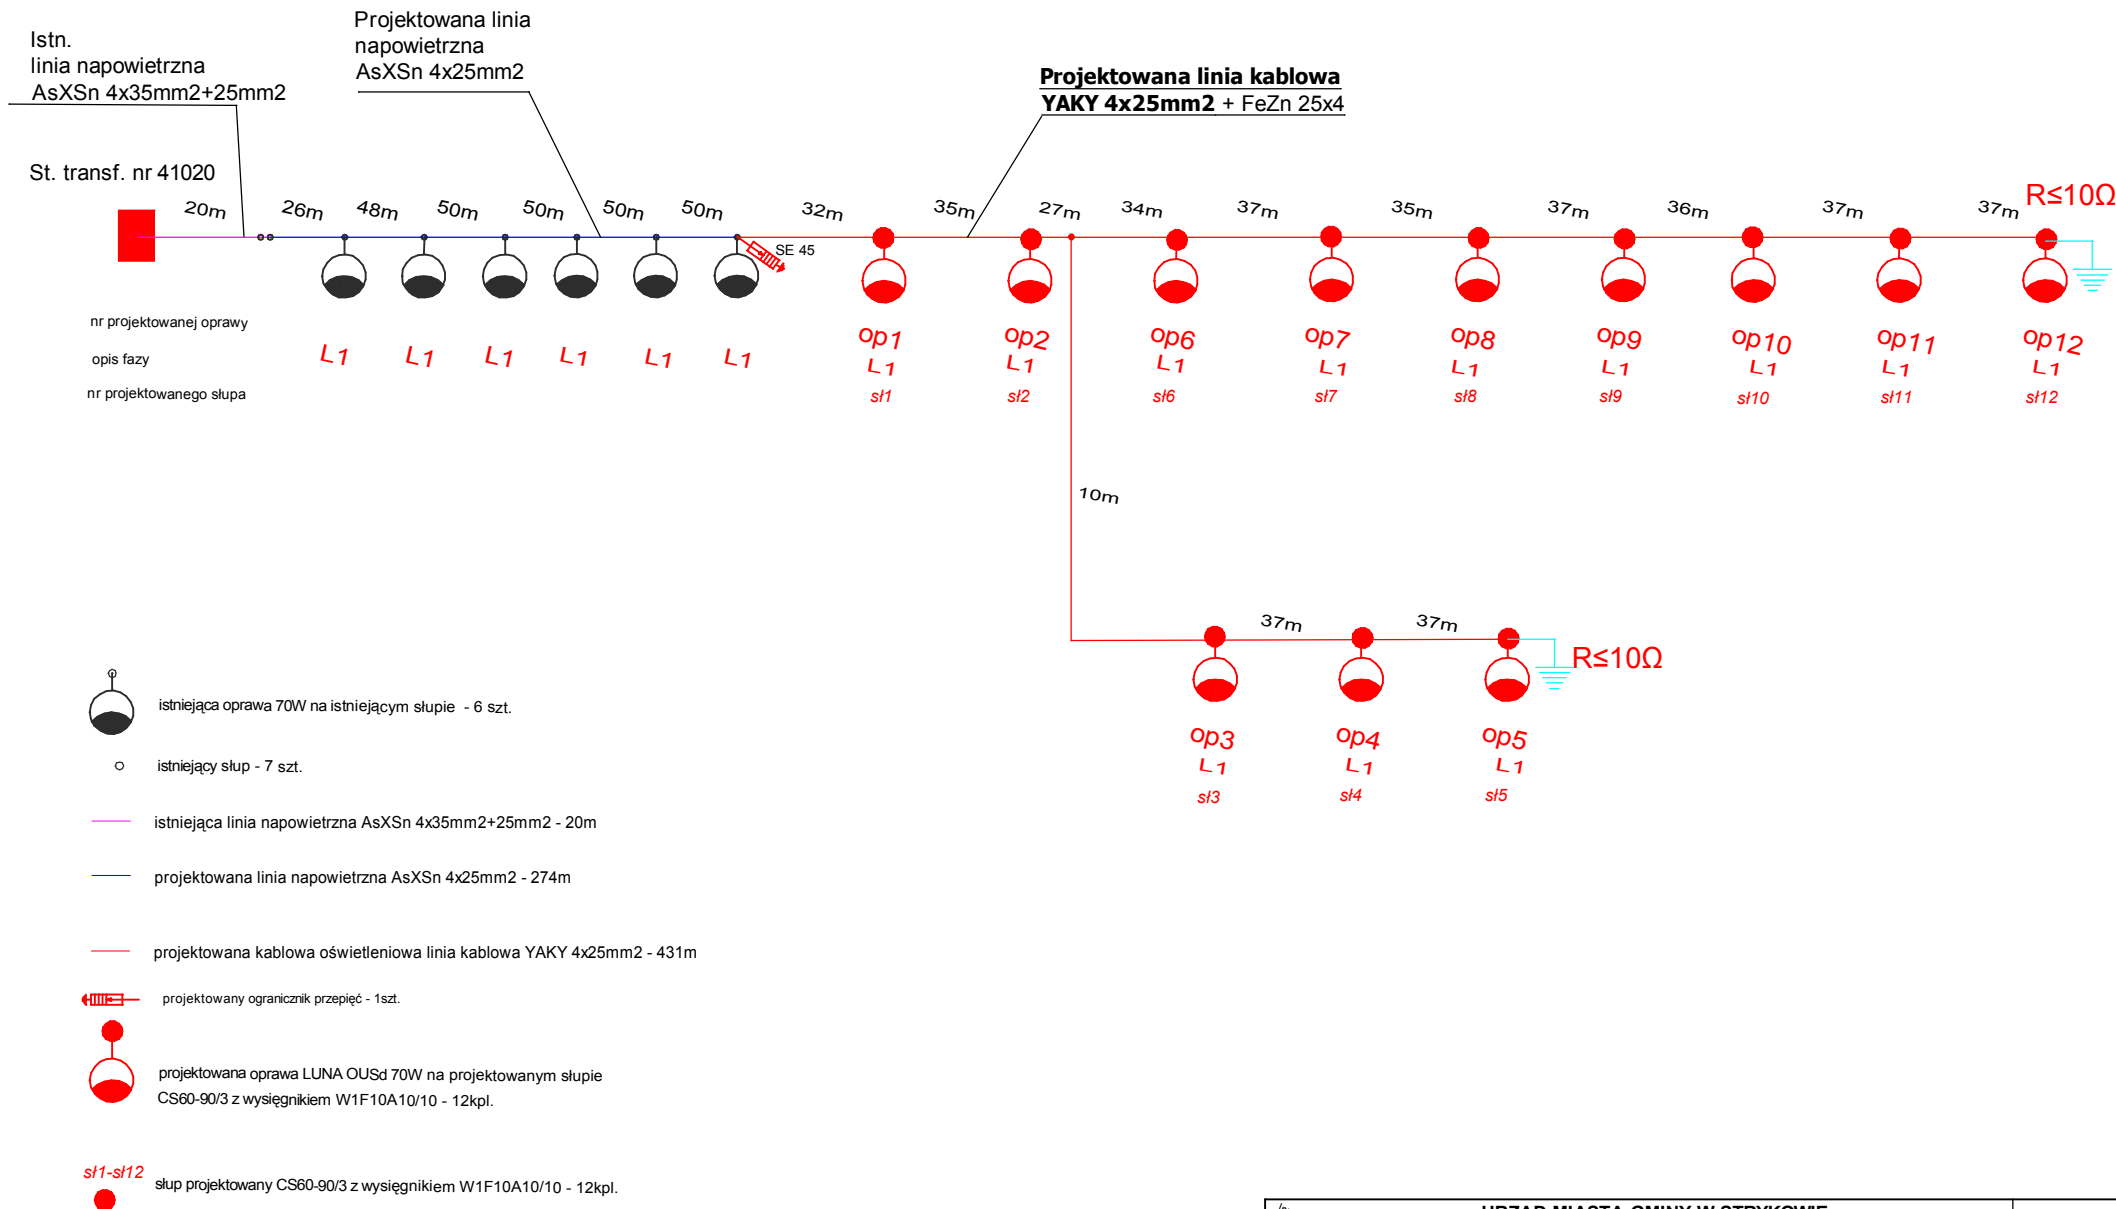 Istn.
linia napowietrzna
AsXSn 4x35mm2+25mm2
Projektowana linia
napowietrzna
AsXSn 4x25mm2
Projektowana linia kablowa
YAKY 4x25mm2 + FeZn 25x4
St. transf. nr 41020
20m 26m 48m 50m 50m 50m 50m 32m 35m 27m 34m 37m 35m 37m 36m 37m 37m
R≤10Ω
SE 45
nr projektowanej oprawy
op1 op2 op6 op7 op8 op9 op10 op11 op12
opis fazy
L1 L1 L1 L1 L1 L1 L1 L1 L1 L1 L1 L1 L1 L1 L1
nr projektowanego słupa
sł1 sł2 sł6 sł7 sł8 sł9 sł10 sł11 sł12
10m
37m 37m
R≤10Ω
op3 op4 op5
L1 L1 L1
sł3 sł4 sł5
istniejąca oprawa 70W na istniejącym słupie - 6 szt.
istniejący słup - 7 szt.
istniejąca linia napowietrzna AsXSn 4x35mm2+25mm2 - 20m
projektowana linia napowietrzna AsXSn 4x25mm2 - 274m
projektowana kablowa oświetleniowa linia kablowa YAKY 4x25mm2 - 431m
projektowany ogranicznik przepięć - 1szt.
projektowana oprawa LUNA OUSd 70W na projektowanym słupie
CS60-90/3 z wysięgnikiem W1F10A10/10 - 12kpl.
sł1-sł12
słup projektowany CS60-90/3 z wysięgnikiem W1F10A10/10 - 12kpl.
URZĄD MIASTA GMINY W STRYKOWIE